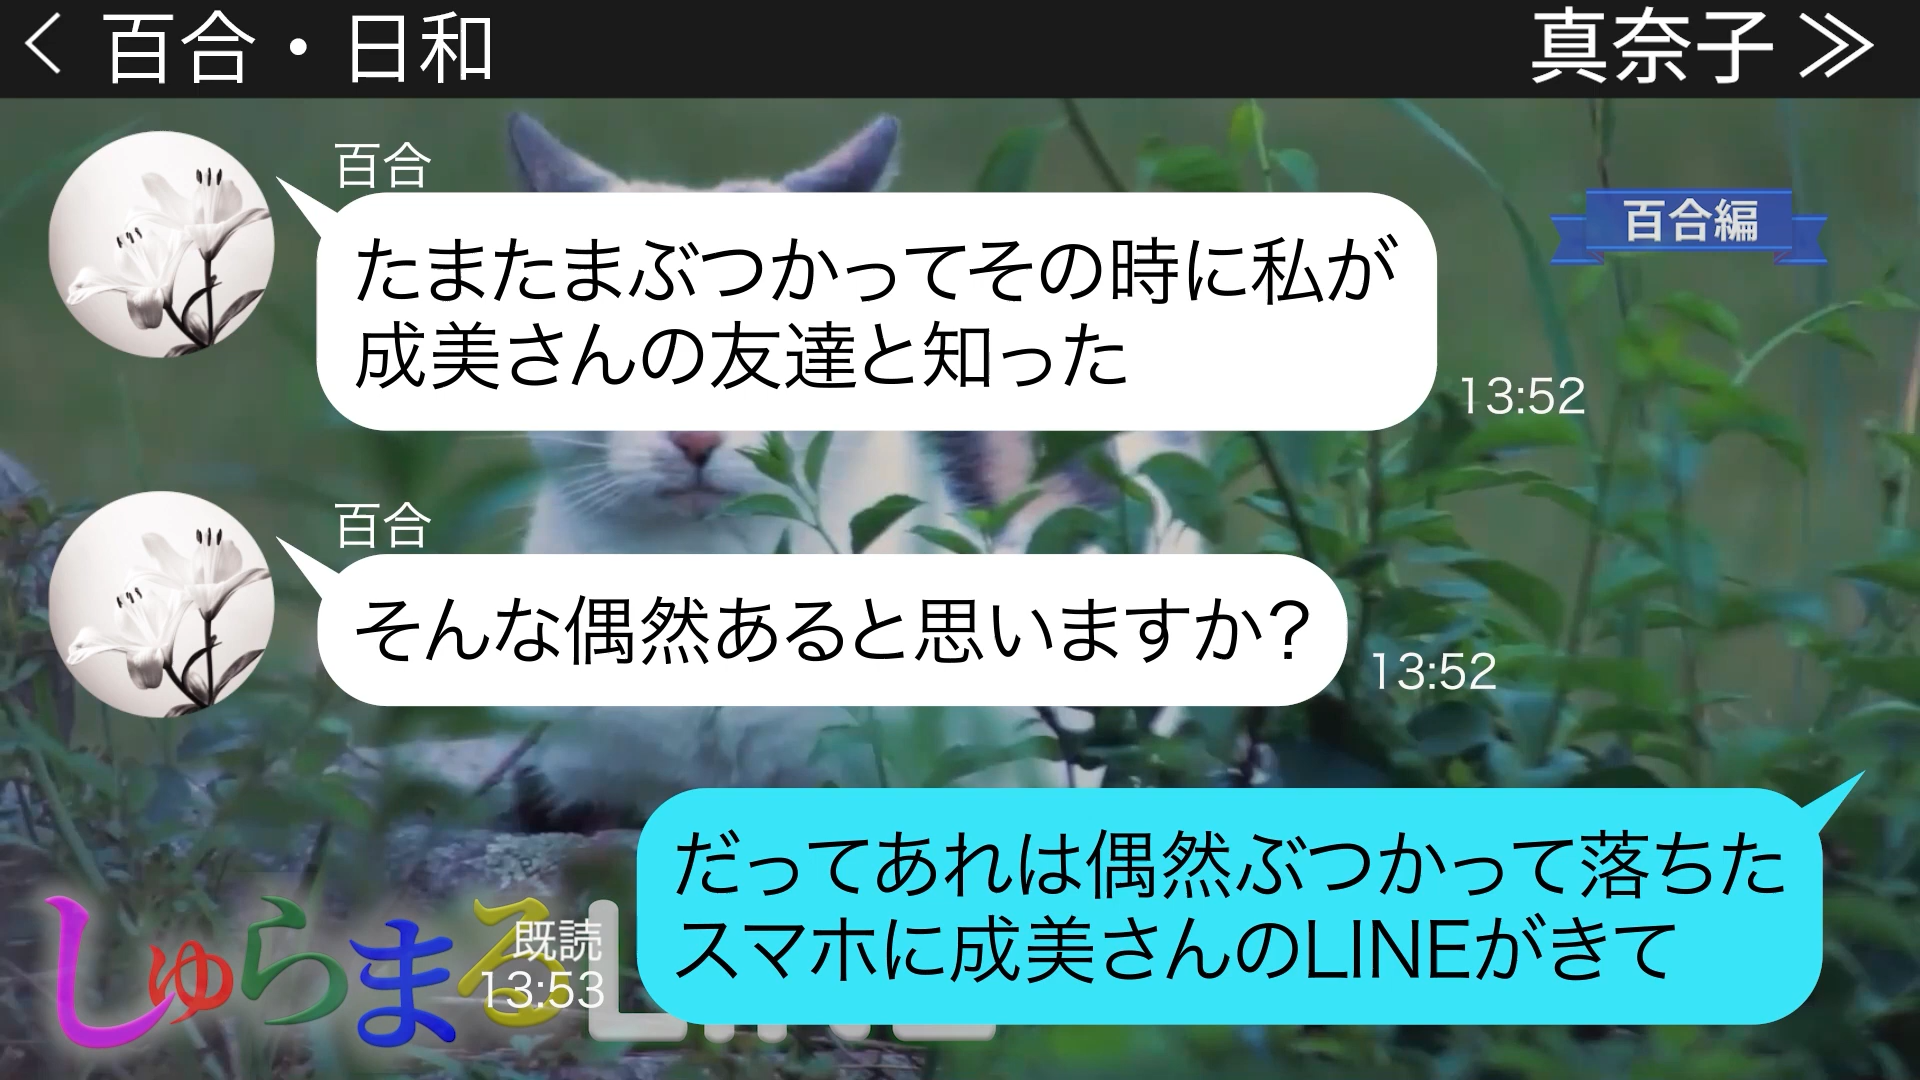 百合・日和
真奈子
百合
百合編
たまたまぶつかってその時に私が
成美さんの友達と知った
13:52
百合
そんな偶然あると思いますか?
13:52
だってあれは偶然ぶつかって落ちた
スマホに成美さんのLINEがきて
既読
13:53
しゅらまる
LINE